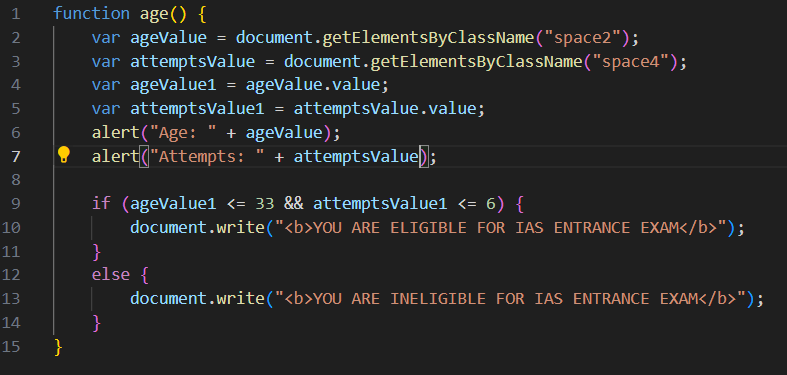 1 function age() {
2 var ageValue = document.getElementsByClassName("space2");
3 var attemptsValue = document.getElementsByClassName("space4");
4 var ageValue1 = ageValue.value;
5 var attemptsValue1 = attemptsValue.value;
6 alert("Age: " + ageValue);
7 alert("Attempts: " + attemptsValue);
8
9 if (ageValue1 <= 33 && attemptsValue1 <= 6) {
10 document.write("<b>YOU ARE ELIGIBLE FOR IAS ENTRANCE EXAM</b>");
11 }
12 else {
13 document.write("<b>YOU ARE INELIGIBLE FOR IAS ENTRANCE EXAM</b>");
14 }
15 }